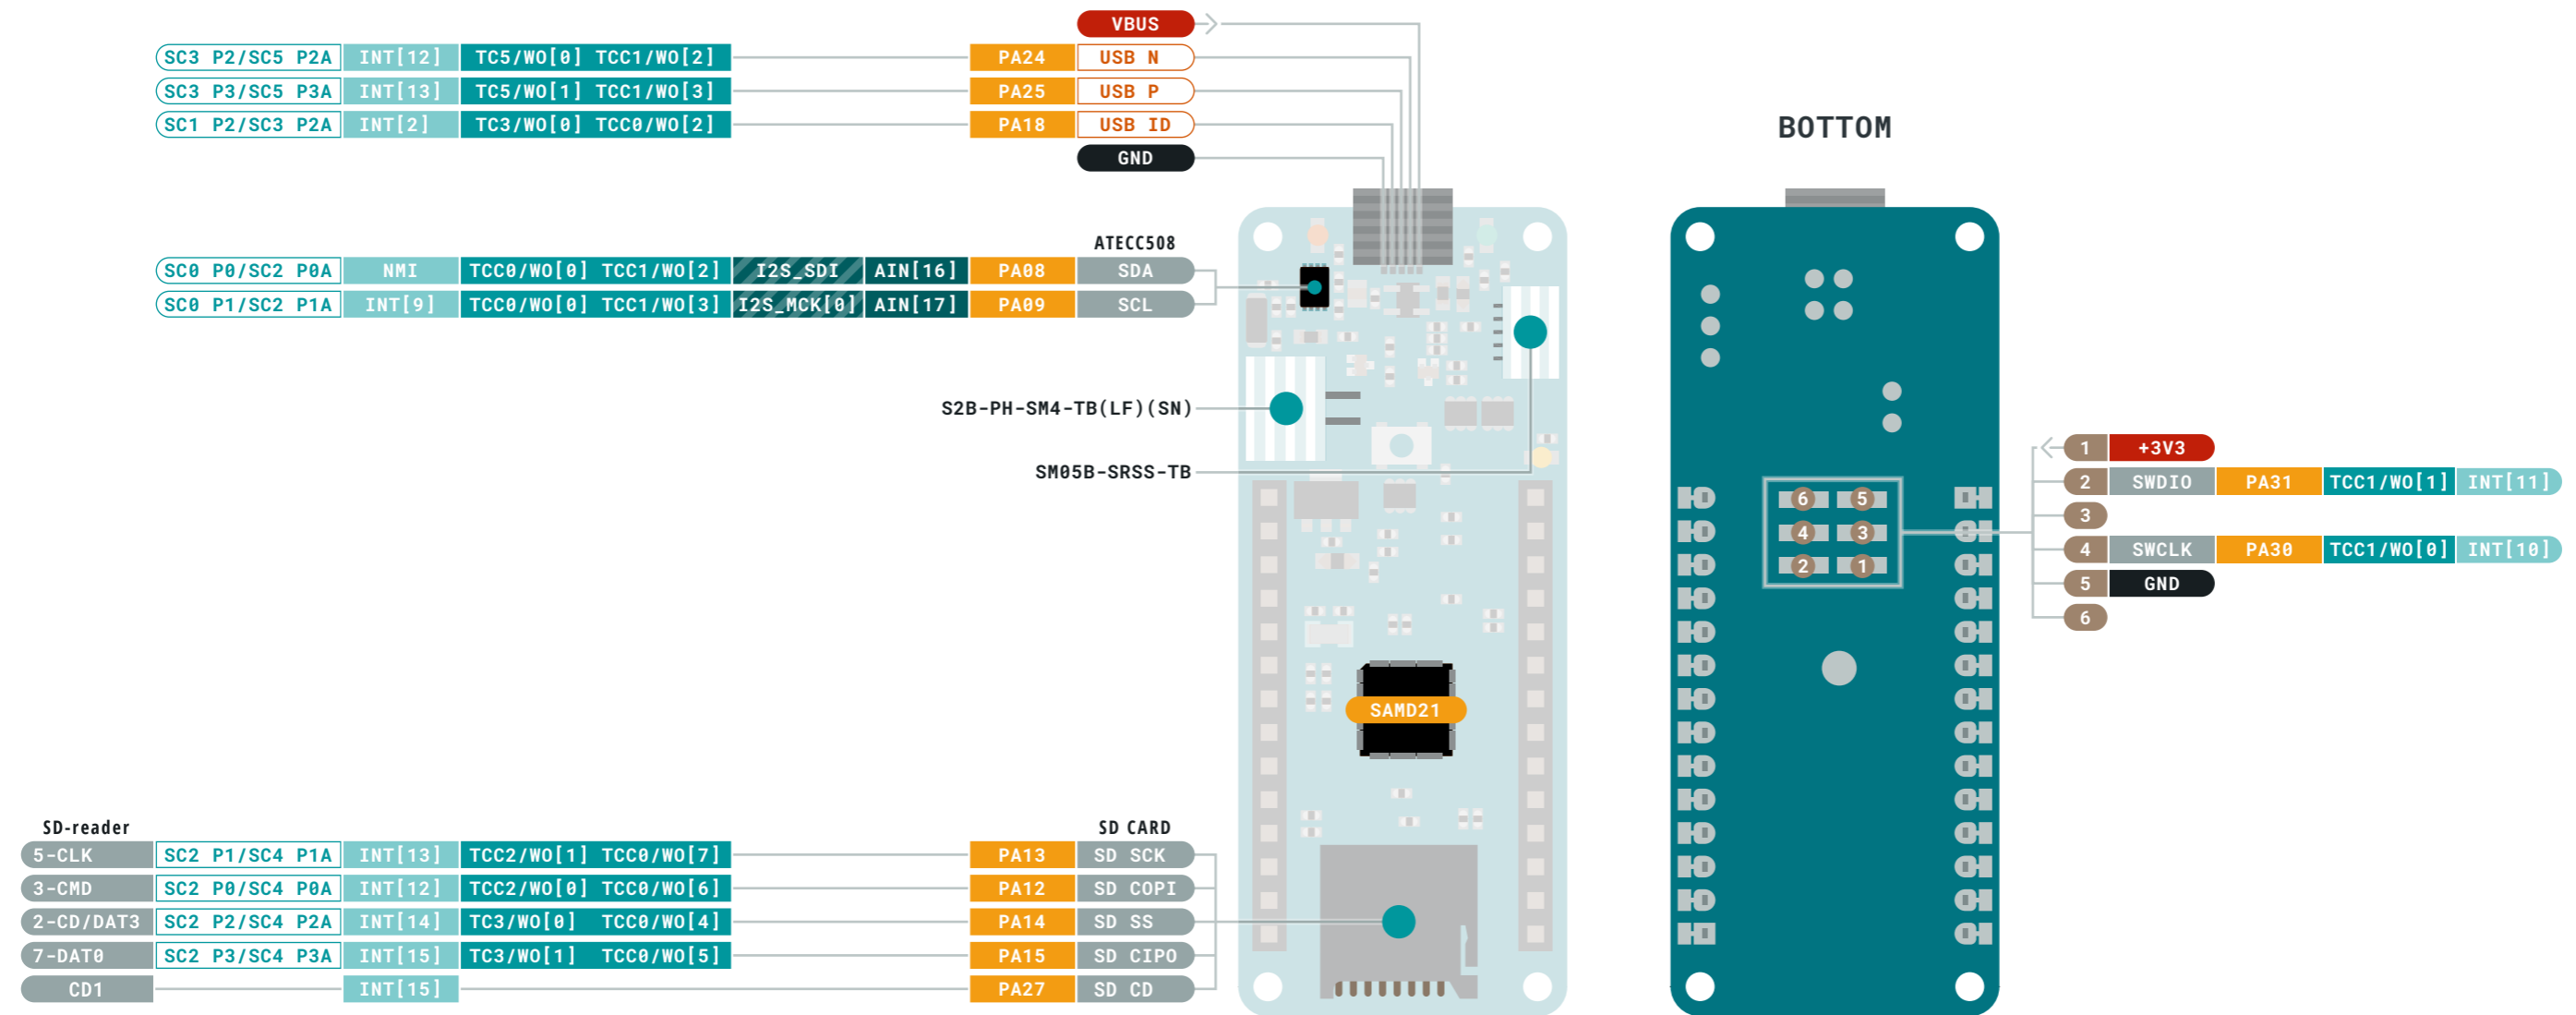 VBUS
SC3 P2/SC5 P2A INT[12] TC5/WO[0] TCC1/WO[2] PA24 USB N
SC3 P3/SC5 P3A INT[13] TC5/WO[1] TCC1/WO[3] PA25 USB P
SC1 P2/SC3 P2A INT[2] TC3/WO[0] TCC0/WO[2] PA18 USB ID
GND
BOTTOM
ATECC508
SC0 P0/SC2 P0A NMI TCC0/WO[0] TCC1/WO[2] I2S_SDI AIN[16] PA08 SDA
SC0 P1/SC2 P1A INT[9] TCC0/WO[0] TCC1/WO[3] I2S_MCK[0] AIN[17] PA09 SCL
S2B-PH-SM4-TB(LF)(SN)
SM05B-SRSS-TB
6 5
4 3
2 1
1 +3V3
2 SWDIO PA31 TCC1/WO[1] INT[11]
3
4 SWCLK PA30 TCC1/WO[0] INT[10]
5 GND
6
SAMD21
SD-reader SD CARD
5-CLK SC2 P1/SC4 P1A INT[13] TCC2/WO[1] TCC0/WO[7] PA13 SD SCK
3-CMD SC2 P0/SC4 P0A INT[12] TCC2/WO[0] TCC0/WO[6] PA12 SD COPI
2-CD/DAT3 SC2 P2/SC4 P2A INT[14] TC3/WO[0] TCC0/WO[4] PA14 SD SS
7-DAT0 SC2 P3/SC4 P3A INT[15] TC3/WO[1] TCC0/WO[5] PA15 SD CIPO
CD1 INT[15] PA27 SD CD